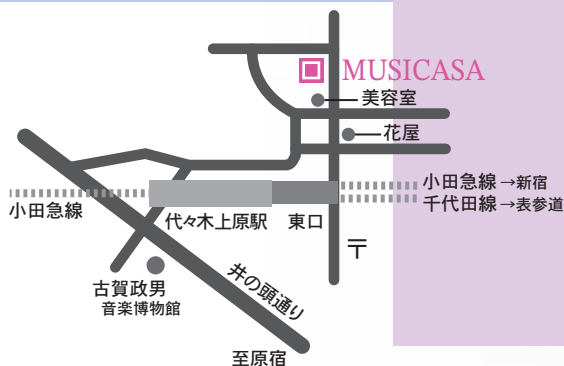 MUSICASA
美容室
花屋
小田急線→新宿
千代田線→表参道
小田急線
代々木上原駅
東口
〒
古賀政男
音楽博物館
井の頭通り
至原宿